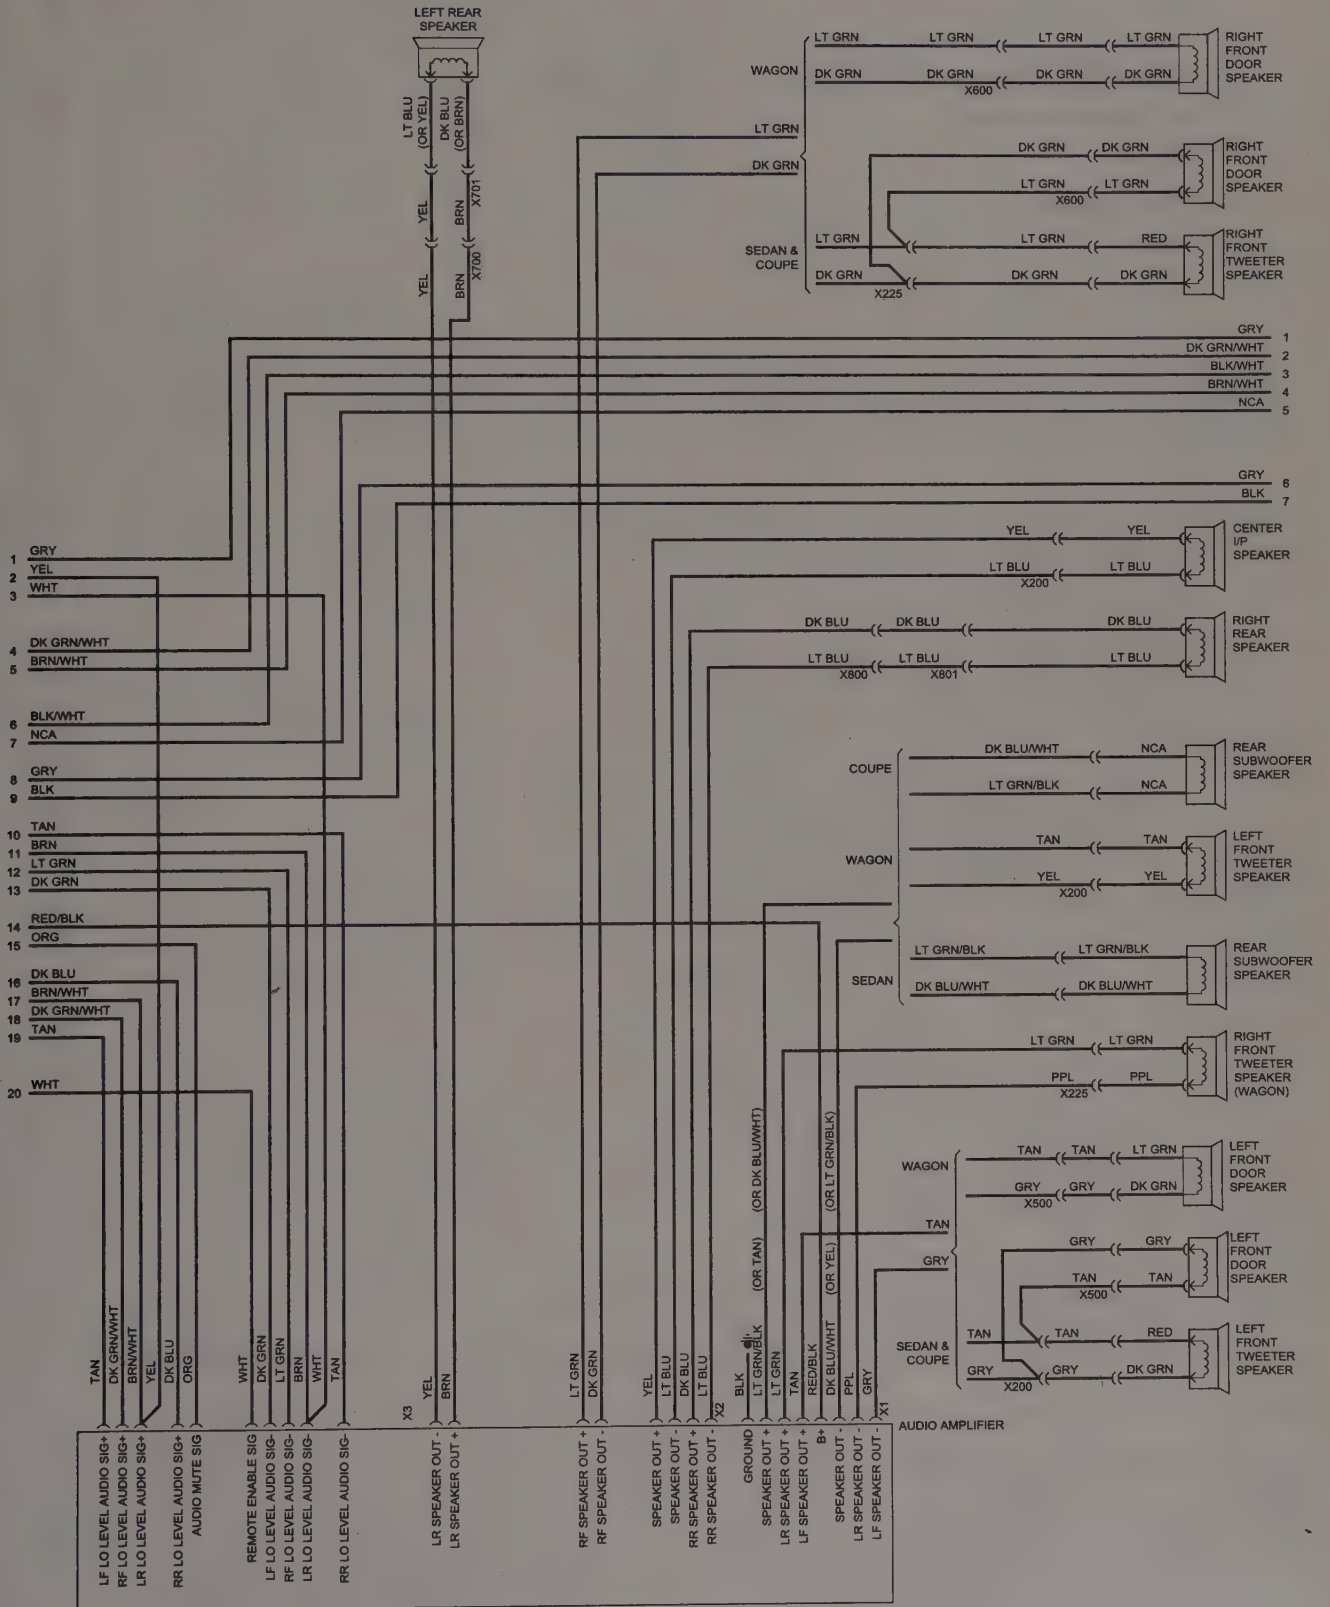 LEFT REAR
SPEAKER
LT BLU
(OR YEL)
DK BLU
(OR BRN)
YEL
BRN
X701
YEL
BRN
X700
WAGON
LT GRN
LT GRN
LT GRN
LT GRN
DK GRN
DK GRN
DK GRN
DK GRN
X600
RIGHT
FRONT
DOOR
SPEAKER
LT GRN
DK GRN
DK GRN
DK GRN
LT GRN
LT GRN
X600
RIGHT
FRONT
DOOR
SPEAKER
SEDAN &
COUPE
LT GRN
LT GRN
RED
DK GRN
DK GRN
DK GRN
X225
RIGHT
FRONT
TWEETER
SPEAKER
GRY 1
DK GRN/WHT 2
BLK/WHT 3
BRN/WHT 4
NCA 5
GRY 6
BLK 7
1 GRY
2 YEL
3 WHT
4 DK GRN/WHT
5 BRN/WHT
6 BLK/WHT
7 NCA
8 GRY
9 BLK
10 TAN
11 BRN
12 LT GRN
13 DK GRN
14 RED/BLK
15 ORG
16 DK BLU
17 BRN/WHT
18 DK GRN/WHT
19 TAN
20 WHT
YEL
YEL
LT BLU
LT BLU
X200
CENTER
I/P
SPEAKER
DK BLU
DK BLU
DK BLU
LT BLU
LT BLU
LT BLU
X800
X801
RIGHT
REAR
SPEAKER
COUPE
DK BLU/WHT
NCA
LT GRN/BLK
NCA
REAR
SUBWOOFER
SPEAKER
WAGON
TAN
TAN
YEL
YEL
X200
LEFT
FRONT
TWEETER
SPEAKER
SEDAN
LT GRN/BLK
LT GRN/BLK
DK BLU/WHT
DK BLU/WHT
REAR
SUBWOOFER
SPEAKER
LT GRN
LT GRN
PPL
PPL
X225
RIGHT
FRONT
TWEETER
SPEAKER
(WAGON)
WAGON
TAN
TAN
LT GRN
GRY
GRY
DK GRN
X500
LEFT
FRONT
DOOR
SPEAKER
TAN
GRY
GRY
GRY
TAN
TAN
X500
LEFT
FRONT
DOOR
SPEAKER
SEDAN &
COUPE
TAN
TAN
RED
GRY
GRY
DK GRN
X200
LEFT
FRONT
TWEETER
SPEAKER
TAN
DK GRN/WHT
BRN/WHT
YEL
DK BLU
ORG
WHT
DK GRN
LT GRN
BRN
WHT
TAN
X3
YEL
BRN
LT GRN
DK GRN
YEL
LT BLU
DK BLU
LT BLU
X2
BLK
LT GRN/BLK
(OR TAN)
(OR DK BLU/WHT)
LT GRN
TAN
RED/BLK
DK BLU/WHT
(OR YEL)
(OR LT GRN/BLK)
PPL
GRY
X1
AUDIO AMPLIFIER
LF LO LEVEL AUDIO SIG+
RF LO LEVEL AUDIO SIG+
LR LO LEVEL AUDIO SIG+
RR LO LEVEL AUDIO SIG+
AUDIO MUTE SIG
REMOTE ENABLE SIG
LF LO LEVEL AUDIO SIG-
RF LO LEVEL AUDIO SIG-
LR LO LEVEL AUDIO SIG-
RR LO LEVEL AUDIO SIG-
LR SPEAKER OUT -
LR SPEAKER OUT +
RF SPEAKER OUT +
RF SPEAKER OUT -
SPEAKER OUT +
SPEAKER OUT -
RR SPEAKER OUT +
RR SPEAKER OUT -
GROUND
SPEAKER OUT +
LR SPEAKER OUT +
LF SPEAKER OUT +
B+
SPEAKER OUT -
LR SPEAKER OUT -
LF SPEAKER OUT -